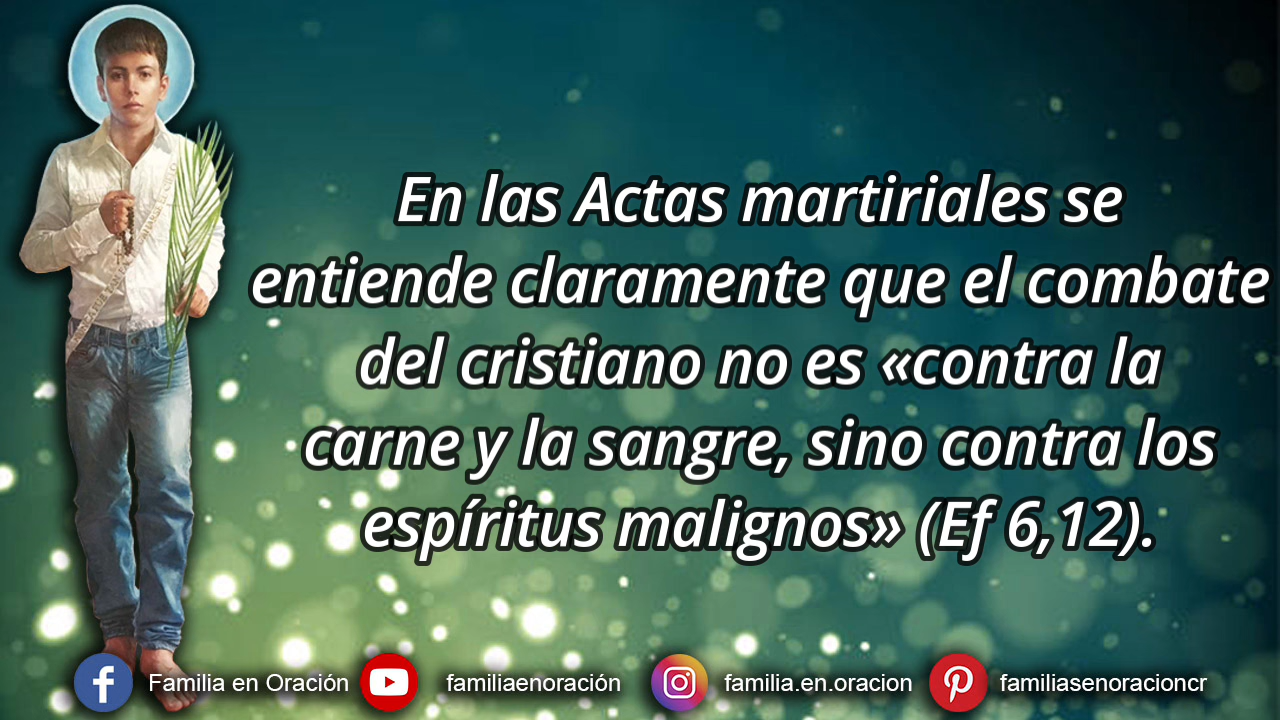 En las Actas martiriales se
entiende claramente que el combate
del cristiano no es «contra la
carne y la sangre, sino contra los
espíritus malignos» (Ef 6,12).
Familia en Oración
familiaenoración
familia.en.oracion
familiasenoracioncr